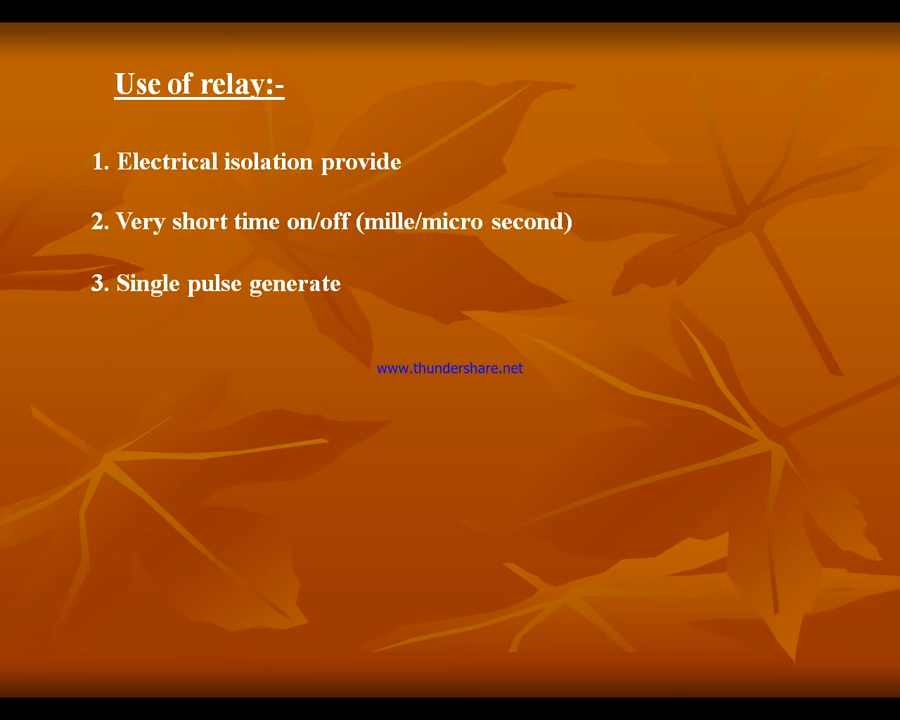 Use of relay:-
1. Electrical isolation provide
2. Very short time on/off (mille/micro second)
3. Single pulse generate
www.thundershare.net